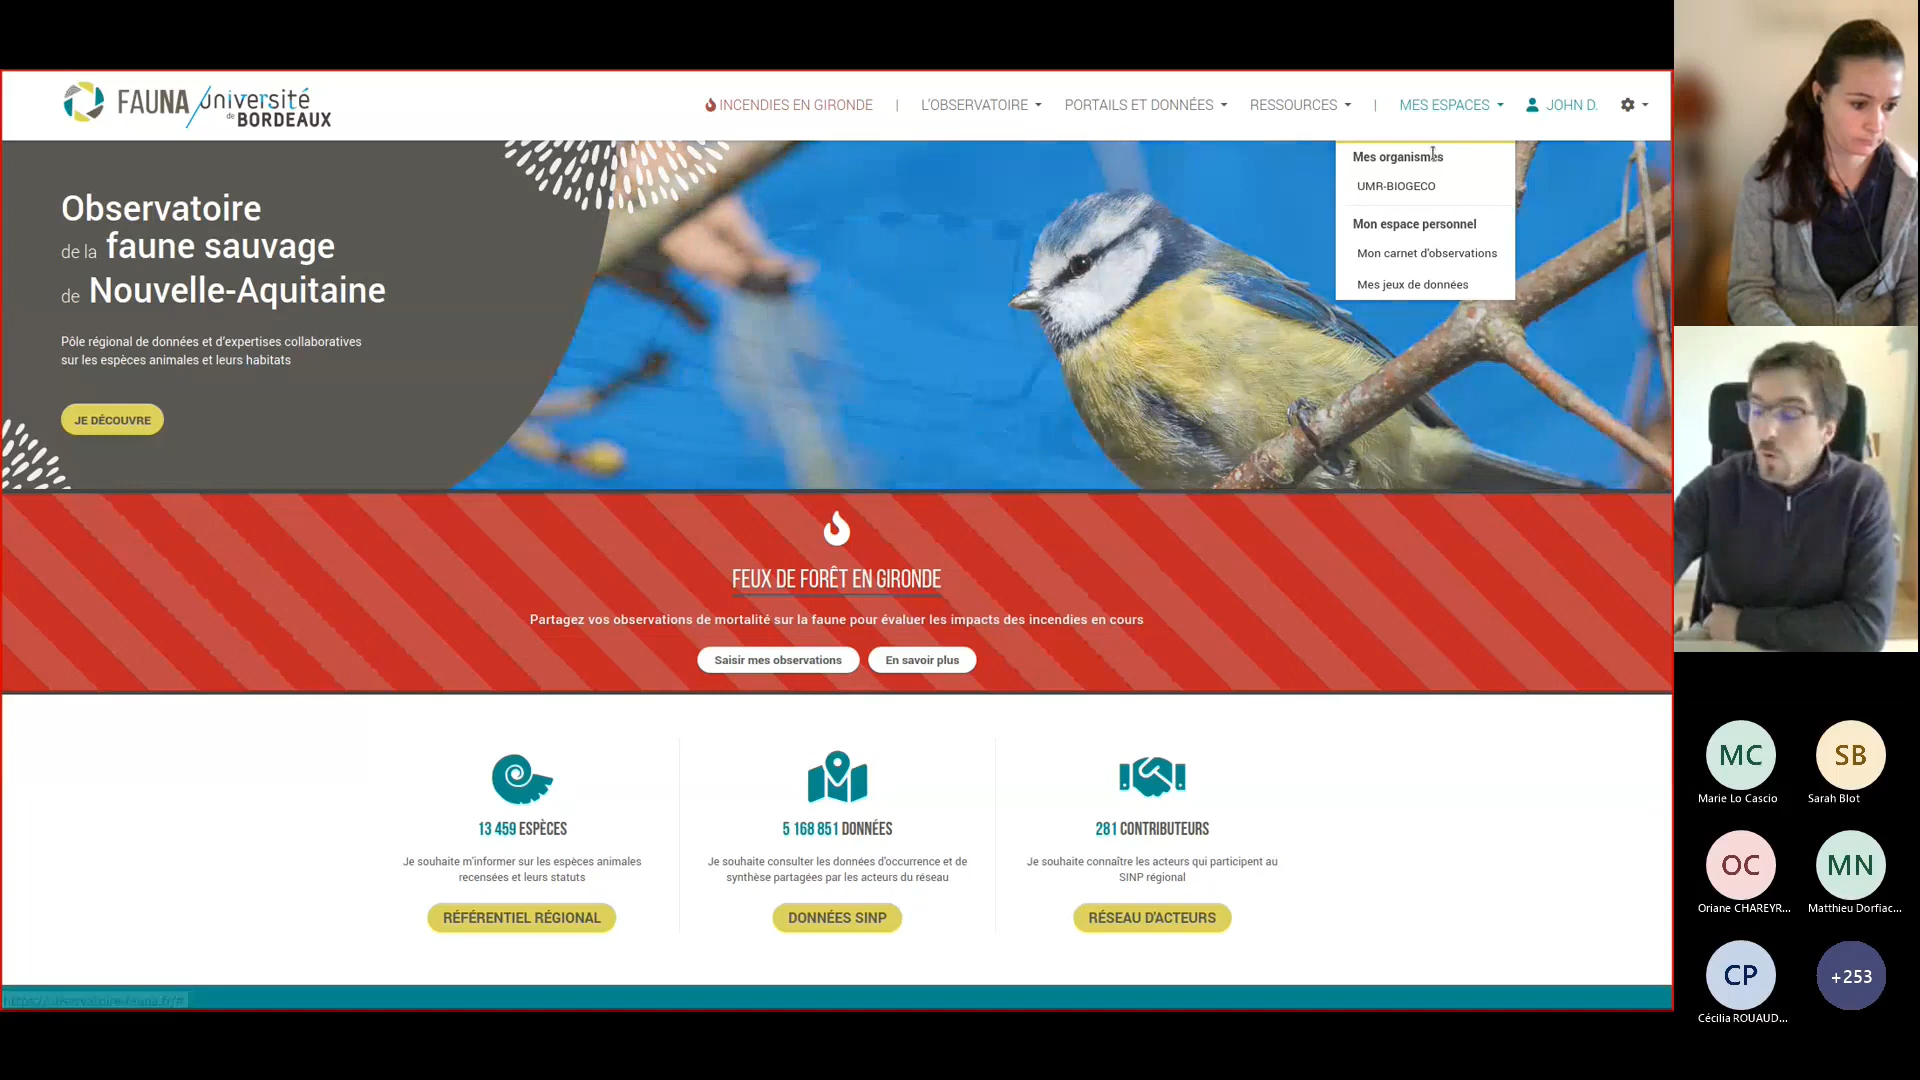 FAUNA université
de BORDEAUX
INCENDIES EN GIRONDE | L'OBSERVATOIRE PORTAILS ET DONNÉES RESSOURCES | MES ESPACES JOHN D.
Mes organismes
UMR-BIOGECO
Mon espace personnel
Mon carnet d'observations
Mes jeux de données
Observatoire
de la faune sauvage
de Nouvelle-Aquitaine
Pôle régional de données et d'expertises collaboratives
sur les espèces animales et leurs habitats
JE DÉCOUVRE
FEUX DE FORÊT EN GIRONDE
Partagez vos observations de mortalité sur la faune pour évaluer les impacts des incendies en cours
Saisir mes observations En savoir plus
13 459 ESPÈCES
Je souhaite m'informer sur les espèces animales
recensées et leurs statuts
RÉFÉRENTIEL RÉGIONAL
5 168 851 DONNÉES
Je souhaite consulter les données d'occurrence et de
synthèse partagées par les acteurs du réseau
DONNÉES SINP
281 CONTRIBUTEURS
Je souhaite connaître les acteurs qui participent au
SINP régional
RÉSEAU D'ACTEURS
https://observatoire-fauna.fr/#
MC SB
Marie Lo Cascio Sarah Blot
OC MN
Oriane CHAREYR... Matthieu Dorfiac...
CP +253
Cécilia ROUAUD...